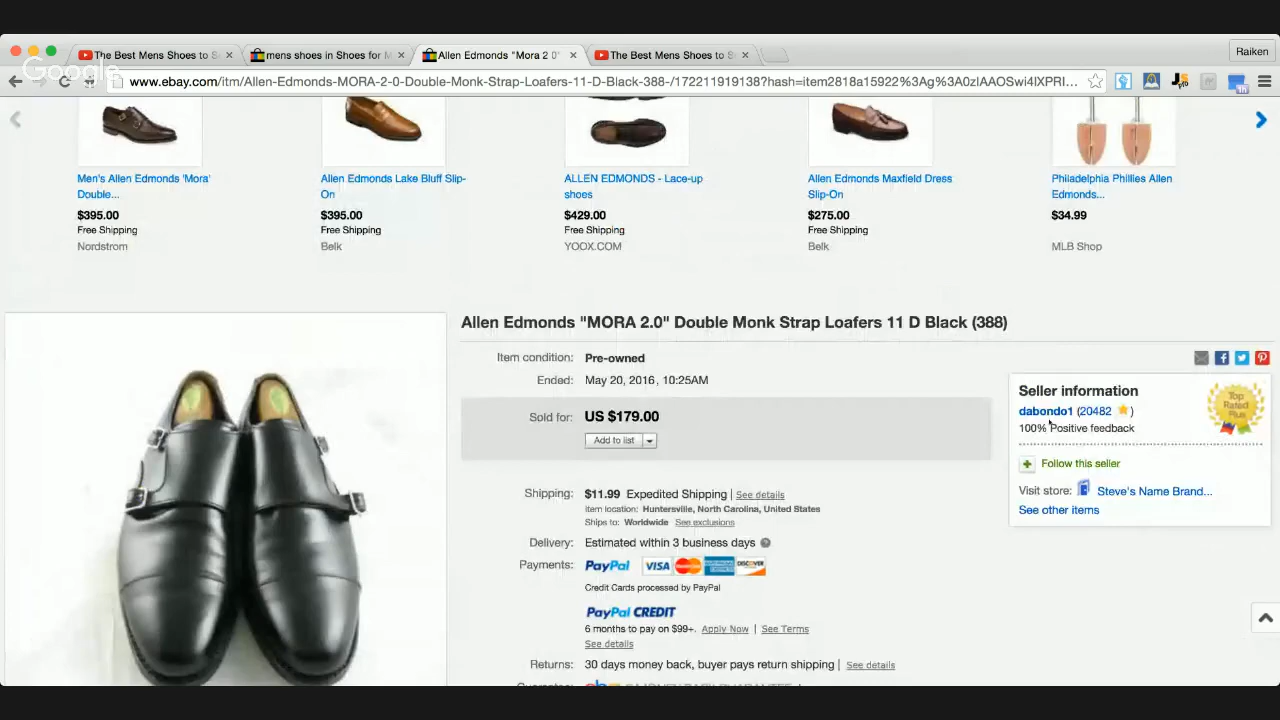 The Best Mens Shoes to S
mens shoes in Shoes for M
Allen Edmonds "Mora 2 0"
The Best Mens Shoes to S
Raiken
Google
www.ebay.com/itm/Allen-Edmonds-MORA-2-0-Double-Monk-Strap-Loafers-11-D-Black-388-/172211919138?hash=item2818a15922%3Ag%3A0zIAAOSwi4lXPRI...
Men's Allen Edmonds 'Mora'
Double...
$395.00
Free Shipping
Nordstrom
Allen Edmonds Lake Bluff Slip-
On
$395.00
Free Shipping
Belk
ALLEN EDMONDS - Lace-up
shoes
$429.00
Free Shipping
YOOX.COM
Allen Edmonds Maxfield Dress
Slip-On
$275.00
Free Shipping
Belk
Philadelphia Phillies Allen
Edmonds...
$34.99
MLB Shop
Allen Edmonds "MORA 2.0" Double Monk Strap Loafers 11 D Black (388)
Item condition: Pre-owned
Ended: May 20, 2016, 10:25AM
Sold for: US $179.00
Add to list
Shipping: $11.99 Expedited Shipping | See details
Item location: Huntersville, North Carolina, United States
Ships to: Worldwide See exclusions
Delivery: Estimated within 3 business days
Payments: PayPal VISA MasterCard DISCOVER
Credit Cards processed by PayPal
PayPal CREDIT
6 months to pay on $99+. Apply Now | See Terms
See details
Returns: 30 days money back, buyer pays return shipping | See details
Seller information
dabondo1 (20482 )
100% Positive feedback
Top
Rated
Plus
Follow this seller
Visit store: Steve's Name Brand...
See other items